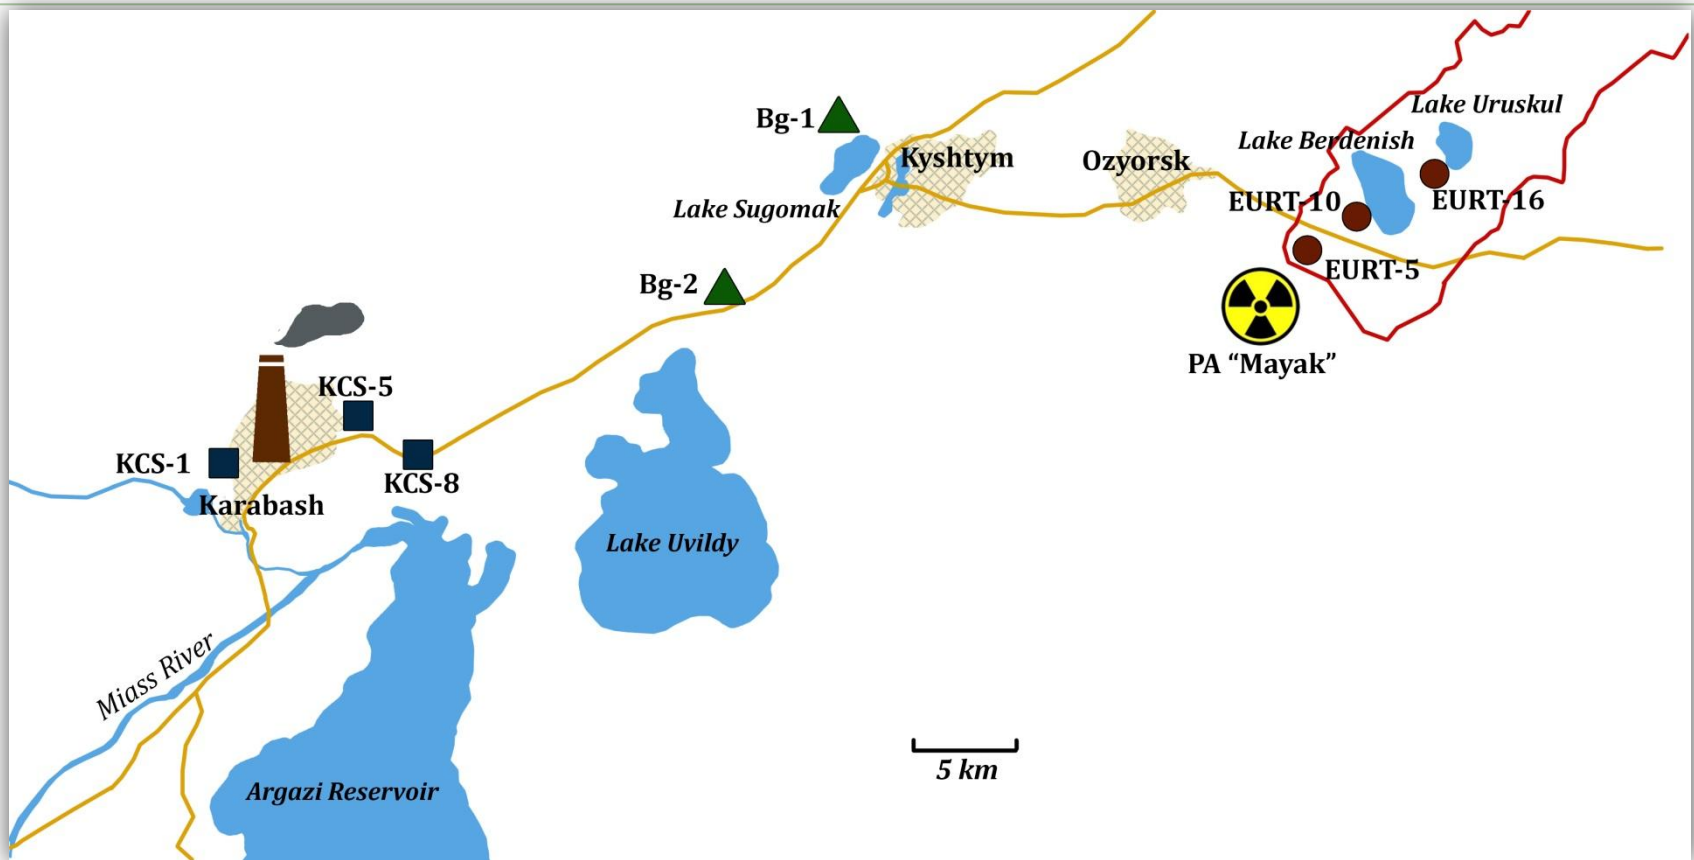 Lake Uruskul
Bg-1
Lake Berdenish
Kyshtym
Ozyorsk
EURT-10
EURT-16
Lake Sugomak
EURT-5
Bg-2
PA “Mayak”
KCS-5
KCS-1
KCS-8
Karabash
Lake Uvildy
Miass River
5 km
Argazi Reservoir